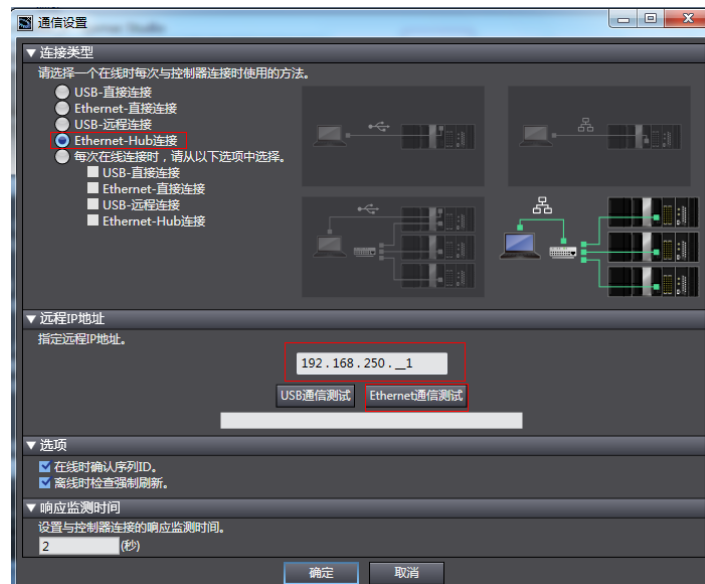 通信设置
▼连接类型
请选择一个在线时每次与控制器连接时使用的方法。
USB-直接连接
Ethernet-直接连接
USB-远程连接
Ethernet-Hub连接
每次在线连接时，请从以下选项中选择。
USB-直接连接
Ethernet-直接连接
USB-远程连接
Ethernet-Hub连接
▼远程IP地址
指定远程IP地址。
192.168.250.__1
USB通信测试 Ethernet通信测试
▼选项
在线时确认序列ID。
离线时检查强制刷新。
▼响应监测时间
设置与控制器连接的响应监测时间。
2 (秒)
确定 取消